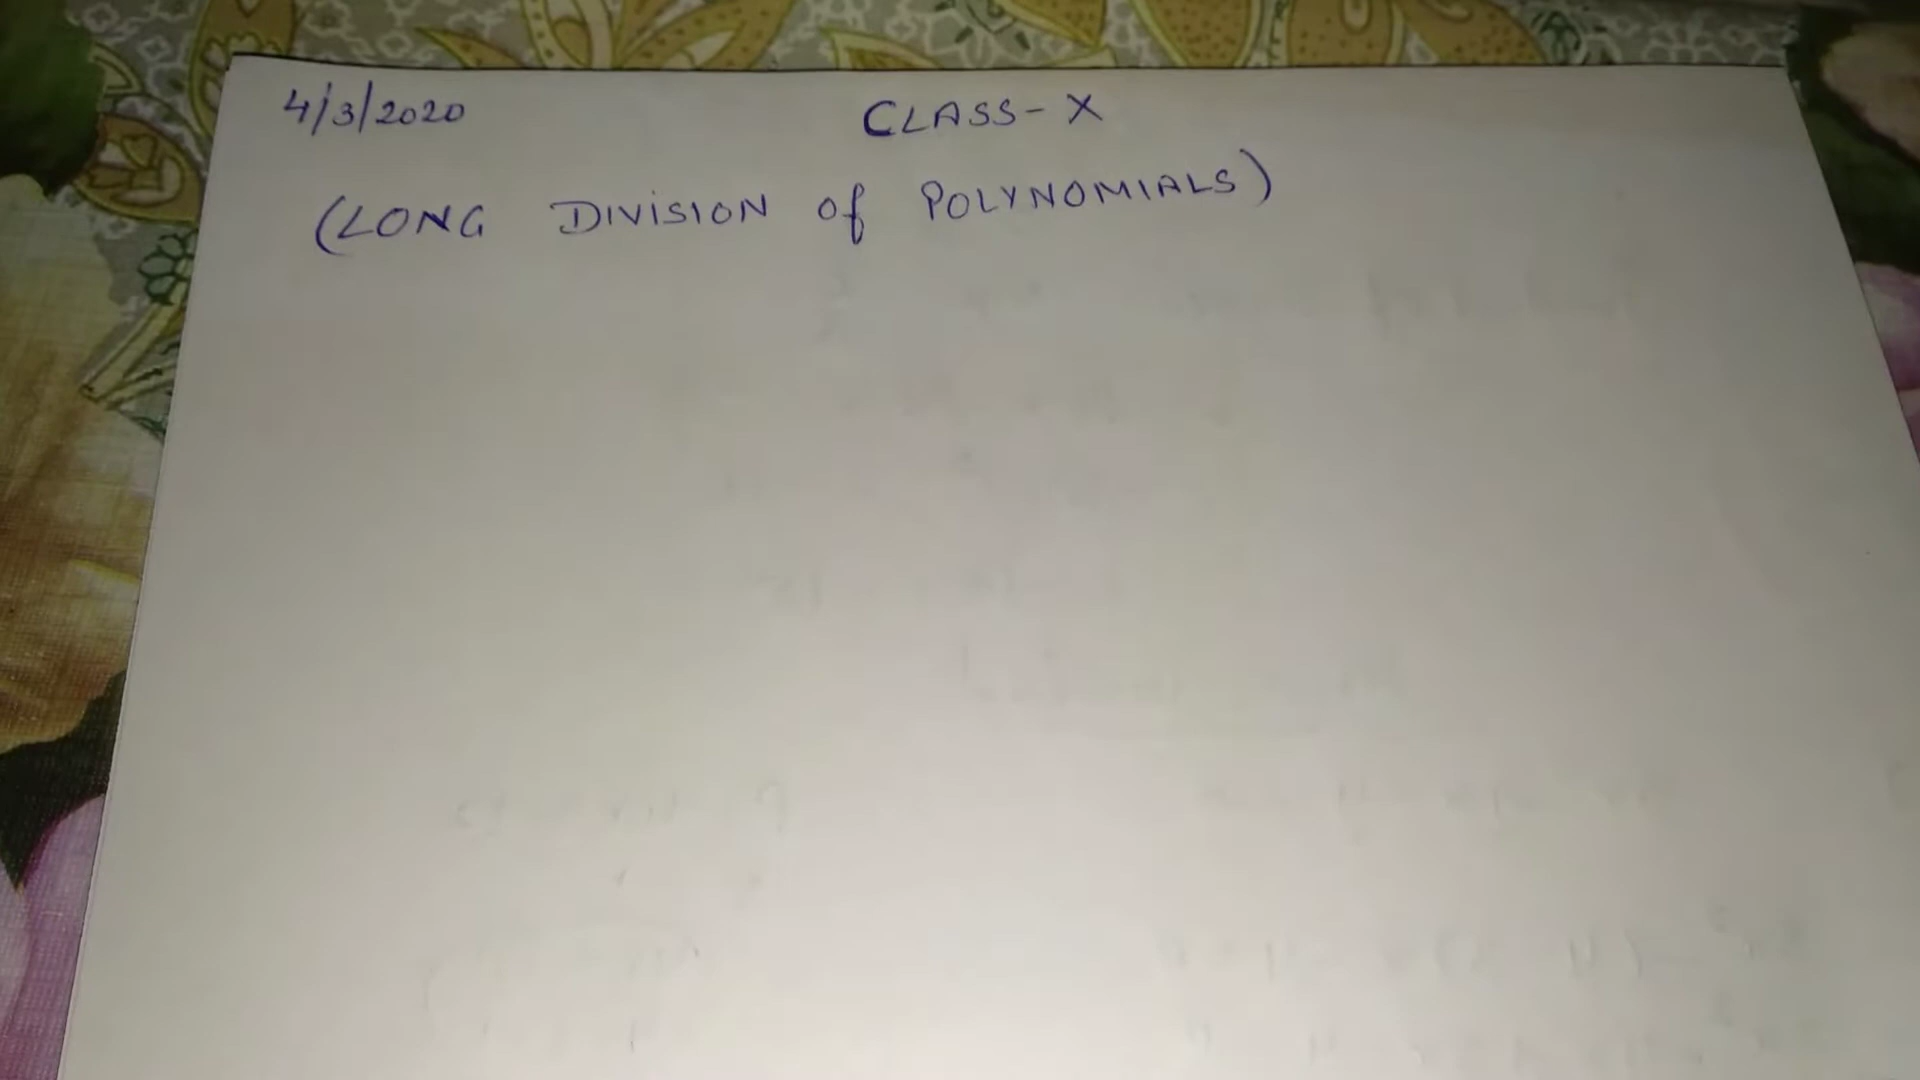 4/3/2020 CLASS-X
(LONG DIVISION of POLYNOMIALS)